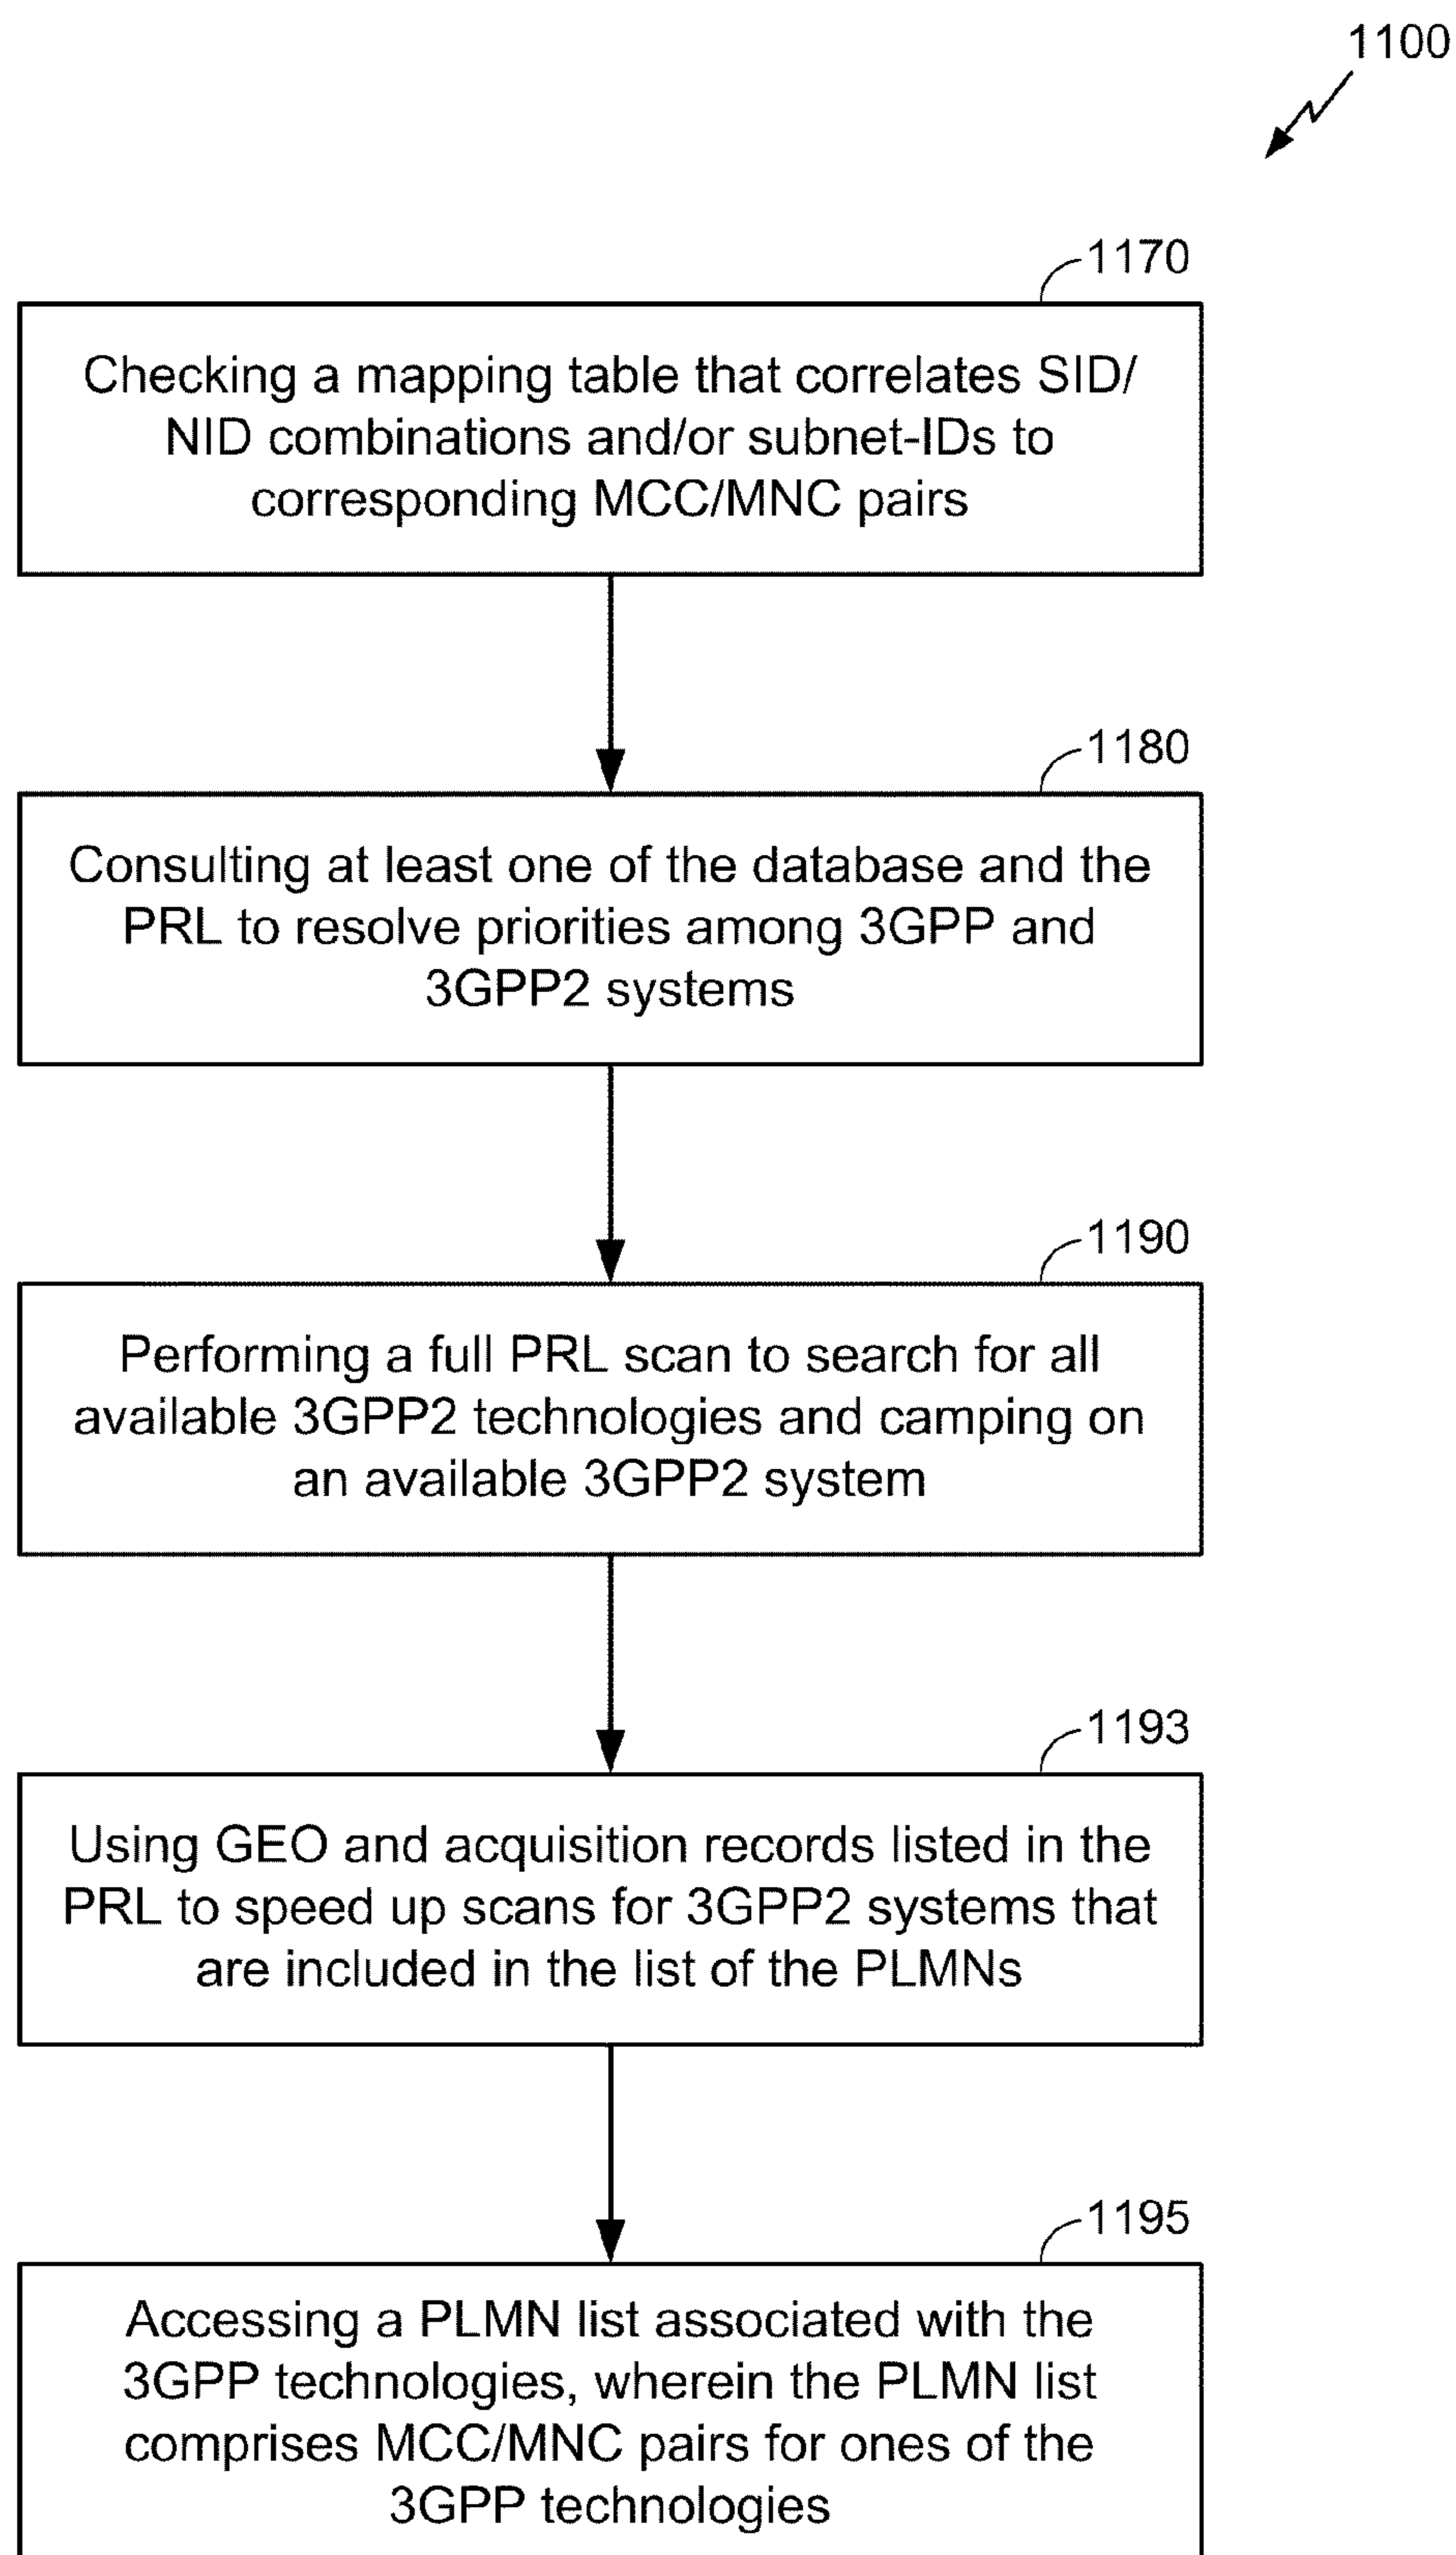 1100
1170
Checking a mapping table that correlates SID/
NID combinations and/or subnet-IDs to
corresponding MCC/MNC pairs
1180
Consulting at least one of the database and the
PRL to resolve priorities among 3GPP and
3GPP2 systems
1190
Performing a full PRL scan to search for all
available 3GPP2 technologies and camping on
an available 3GPP2 system
1193
Using GEO and acquisition records listed in the
PRL to speed up scans for 3GPP2 systems that
are included in the list of the PLMNs
1195
Accessing a PLMN list associated with the
3GPP technologies, wherein the PLMN list
comprises MCC/MNC pairs for ones of the
3GPP technologies